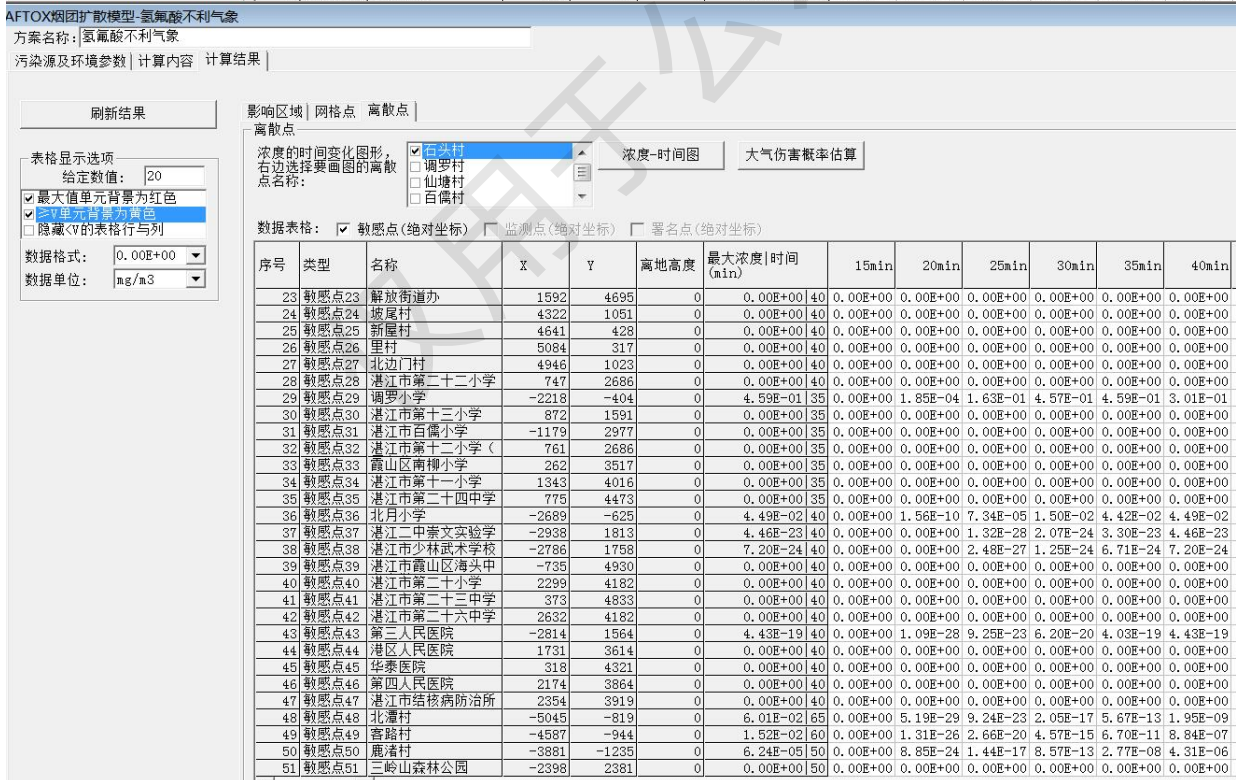 AFTOX烟团扩散模型-氢氟酸不利气象
方案名称: 氢氟酸不利气象
污染源及环境参数 计算内容 计算结果
刷新结果
影响区域 网格点 离散点
离散点
浓度的时间变化图形，右边选择要画图的离散点名称:
石头村
调罗村
仙塘村
百儒村
浓度-时间图
大气伤害概率估算
表格显示选项
给定数值: 20
最大值单元背景为红色
≥V单元背景为黄色
隐藏<V的表格行与列
数据格式: 0.00E+00
数据单位: mg/m3
数据表格: 敏感点(绝对坐标) 监测点(绝对坐标) 署名点(绝对坐标)
序号 类型 名称 X Y 离地高度 最大浓度|时间(min) 15min 20min 25min 30min 35min 40min
23 敏感点23 解放街道办 1592 4695 0 0.00E+00|40 0.00E+00 0.00E+00 0.00E+00 0.00E+00 0.00E+00 0.00E+00
24 敏感点24 坡尾村 4322 1051 0 0.00E+00|40 0.00E+00 0.00E+00 0.00E+00 0.00E+00 0.00E+00 0.00E+00
25 敏感点25 新屋村 4641 428 0 0.00E+00|40 0.00E+00 0.00E+00 0.00E+00 0.00E+00 0.00E+00 0.00E+00
26 敏感点26 里村 5084 317 0 0.00E+00|40 0.00E+00 0.00E+00 0.00E+00 0.00E+00 0.00E+00 0.00E+00
27 敏感点27 北边门村 4946 1023 0 0.00E+00|40 0.00E+00 0.00E+00 0.00E+00 0.00E+00 0.00E+00 0.00E+00
28 敏感点28 湛江市第二十二小学 747 2686 0 0.00E+00|40 0.00E+00 0.00E+00 0.00E+00 0.00E+00 0.00E+00 0.00E+00
29 敏感点29 调罗小学 -2218 -404 0 4.59E-01|35 0.00E+00 1.85E-04 1.63E-01 4.57E-01 4.59E-01 3.01E-01
30 敏感点30 湛江市第十三小学 872 1591 0 0.00E+00|35 0.00E+00 0.00E+00 0.00E+00 0.00E+00 0.00E+00 0.00E+00
31 敏感点31 湛江市百儒小学 -1179 2977 0 0.00E+00|35 0.00E+00 0.00E+00 0.00E+00 0.00E+00 0.00E+00 0.00E+00
32 敏感点32 湛江市第十二小学( 761 2686 0 0.00E+00|35 0.00E+00 0.00E+00 0.00E+00 0.00E+00 0.00E+00 0.00E+00
33 敏感点33 霞山区南柳小学 262 3517 0 0.00E+00|35 0.00E+00 0.00E+00 0.00E+00 0.00E+00 0.00E+00 0.00E+00
34 敏感点34 湛江市第十一小学 1343 4016 0 0.00E+00|35 0.00E+00 0.00E+00 0.00E+00 0.00E+00 0.00E+00 0.00E+00
35 敏感点35 湛江市第二十四中学 775 4473 0 0.00E+00|35 0.00E+00 0.00E+00 0.00E+00 0.00E+00 0.00E+00 0.00E+00
36 敏感点36 北月小学 -2689 -625 0 4.49E-02|40 0.00E+00 1.56E-10 7.34E-05 1.50E-02 4.42E-02 4.49E-02
37 敏感点37 湛江二中崇文实验学 -2938 1813 0 4.46E-23|40 0.00E+00 0.00E+00 1.32E-28 2.07E-24 3.30E-23 4.46E-23
38 敏感点38 湛江市少林武术学校 -2786 1758 0 7.20E-24|40 0.00E+00 0.00E+00 2.48E-27 1.25E-24 6.71E-24 7.20E-24
39 敏感点39 湛江市霞山区海头中 -735 4930 0 0.00E+00|40 0.00E+00 0.00E+00 0.00E+00 0.00E+00 0.00E+00 0.00E+00
40 敏感点40 湛江市第二十小学 2299 4182 0 0.00E+00|40 0.00E+00 0.00E+00 0.00E+00 0.00E+00 0.00E+00 0.00E+00
41 敏感点41 湛江市第二十三中学 373 4833 0 0.00E+00|40 0.00E+00 0.00E+00 0.00E+00 0.00E+00 0.00E+00 0.00E+00
42 敏感点42 湛江市第二十六中学 2632 4182 0 0.00E+00|40 0.00E+00 0.00E+00 0.00E+00 0.00E+00 0.00E+00 0.00E+00
43 敏感点43 第三人民医院 -2814 1564 0 4.43E-19|40 0.00E+00 1.09E-28 9.25E-23 6.20E-20 4.03E-19 4.43E-19
44 敏感点44 港区人民医院 1731 3614 0 0.00E+00|40 0.00E+00 0.00E+00 0.00E+00 0.00E+00 0.00E+00 0.00E+00
45 敏感点45 华泰医院 318 4321 0 0.00E+00|40 0.00E+00 0.00E+00 0.00E+00 0.00E+00 0.00E+00 0.00E+00
46 敏感点46 第四人民医院 2174 3864 0 0.00E+00|40 0.00E+00 0.00E+00 0.00E+00 0.00E+00 0.00E+00 0.00E+00
47 敏感点47 湛江市结核病防治所 2354 3919 0 0.00E+00|40 0.00E+00 0.00E+00 0.00E+00 0.00E+00 0.00E+00 0.00E+00
48 敏感点48 北潭村 -5045 -819 0 6.01E-02|65 0.00E+00 5.19E-29 9.24E-23 2.05E-17 5.67E-13 1.95E-09
49 敏感点49 客路村 -4587 -944 0 1.52E-02|60 0.00E+00 1.31E-26 2.66E-20 4.57E-15 6.70E-11 8.84E-07
50 敏感点50 鹿渚村 -3881 -1235 0 6.24E-05|50 0.00E+00 8.85E-24 1.44E-17 8.57E-13 2.77E-08 4.31E-06
51 敏感点51 三岭山森林公园 -2398 2381 0 0.00E+00|50 0.00E+00 0.00E+00 0.00E+00 0.00E+00 0.00E+00 0.00E+00
仅用于公